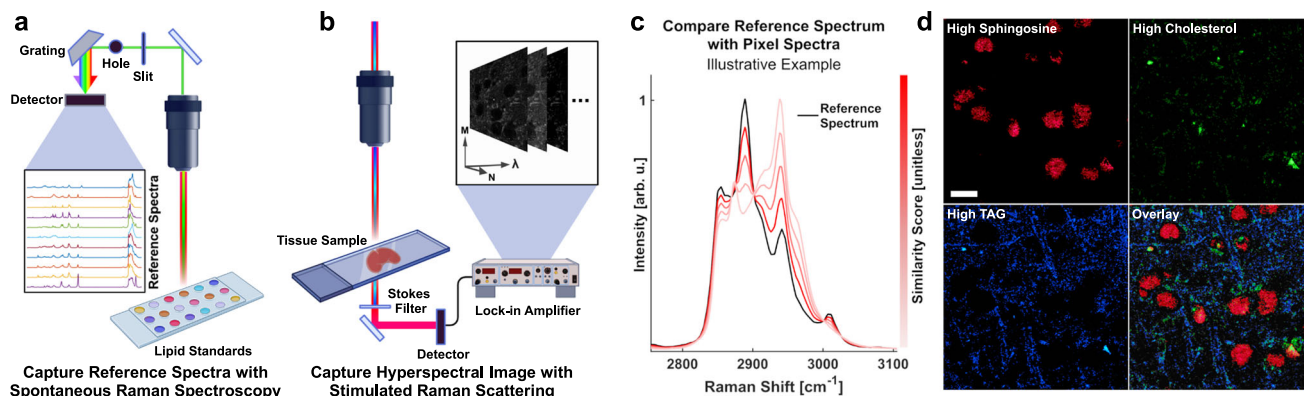 a
Grating
Hole
Slit
Detector
Reference Spectra
Lipid Standards
Capture Reference Spectra with
Spontaneous Raman Spectroscopy
b
M
N
λ
...
Tissue Sample
Stokes
Filter
Lock-in Amplifier
Detector
Capture Hyperspectral Image with
Stimulated Raman Scattering
c
Compare Reference Spectrum
with Pixel Spectra
Illustrative Example
1
Reference
Spectrum
Intensity [arb. u.]
Similarity Score [unitless]
2800 2900 3000 3100
Raman Shift [cm⁻¹]
d
High Sphingosine
High Cholesterol
High TAG
Overlay